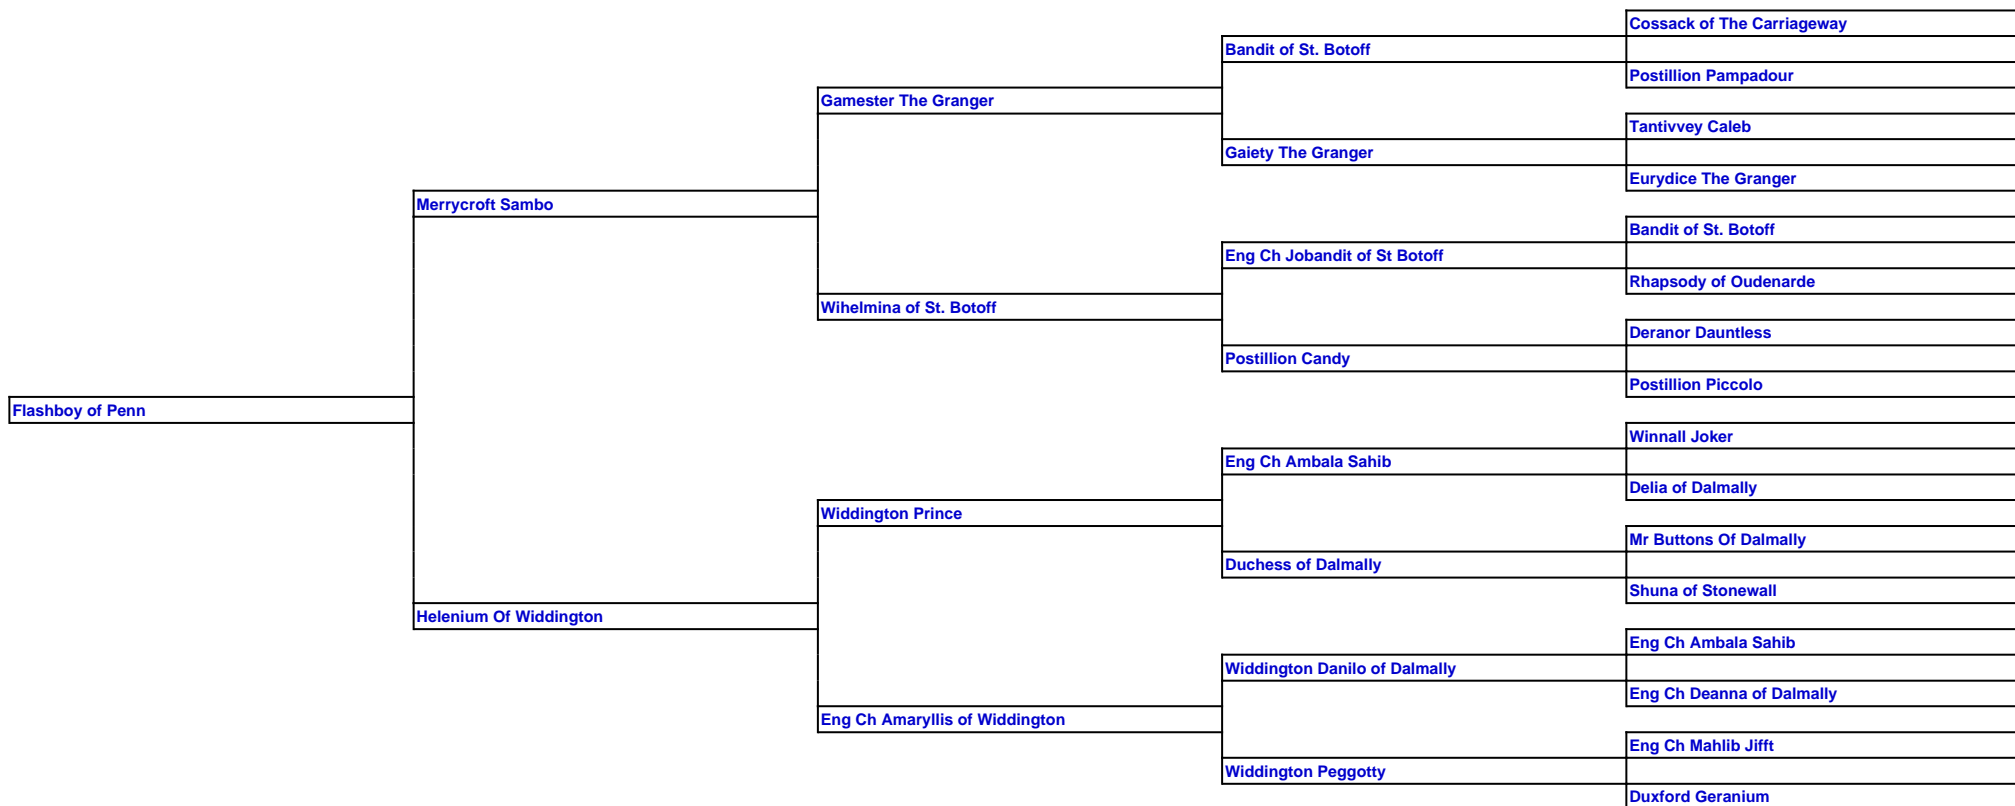 Cossack of The Carriageway
Bandit of St. Botoff
Postillion Pampadour
Gamester The Granger
Tantivvey Caleb
Gaiety The Granger
Eurydice The Granger
Merrycroft Sambo
Bandit of St. Botoff
Eng Ch Jobandit of St Botoff
Rhapsody of Oudenarde
Wihelmina of St. Botoff
Deranor Dauntless
Postillion Candy
Postillion Piccolo
Flashboy of Penn
Winnall Joker
Eng Ch Ambala Sahib
Delia of Dalmally
Widdington Prince
Mr Buttons Of Dalmally
Duchess of Dalmally
Shuna of Stonewall
Helenium Of Widdington
Eng Ch Ambala Sahib
Widdington Danilo of Dalmally
Eng Ch Deanna of Dalmally
Eng Ch Amaryllis of Widdington
Eng Ch Mahlib Jifft
Widdington Peggotty
Duxford Geranium